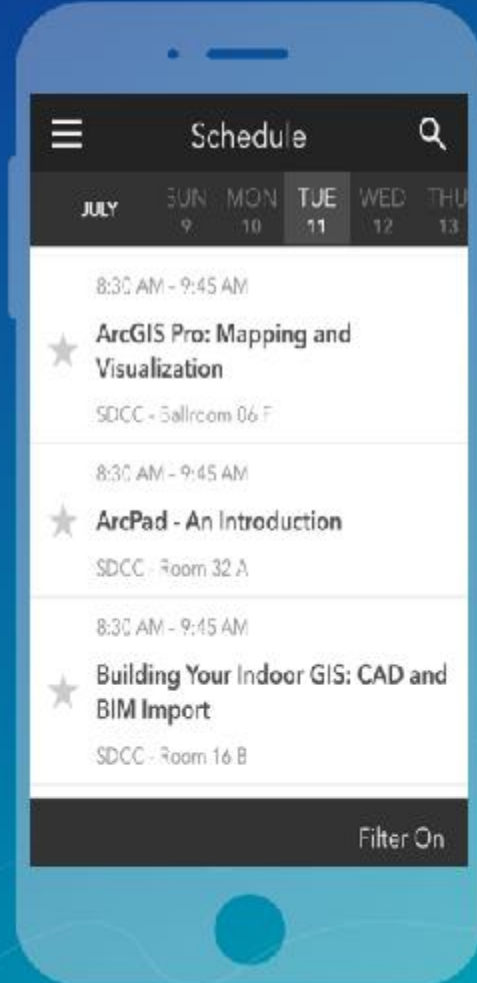 Schedule
JULY
SUN MON TUE WED THU
9 10 11 12 13
8:30 AM - 9:45 AM
ArcGIS Pro: Mapping and
Visualization
SDCC - Ballroom 06 F
8:30 AM - 9:45 AM
ArcPad - An Introduction
SDCC - Room 32 A
8:30 AM - 9:45 AM
Building Your Indoor GIS: CAD and
BIM Import
SDCC - Room 16 B
Filter On